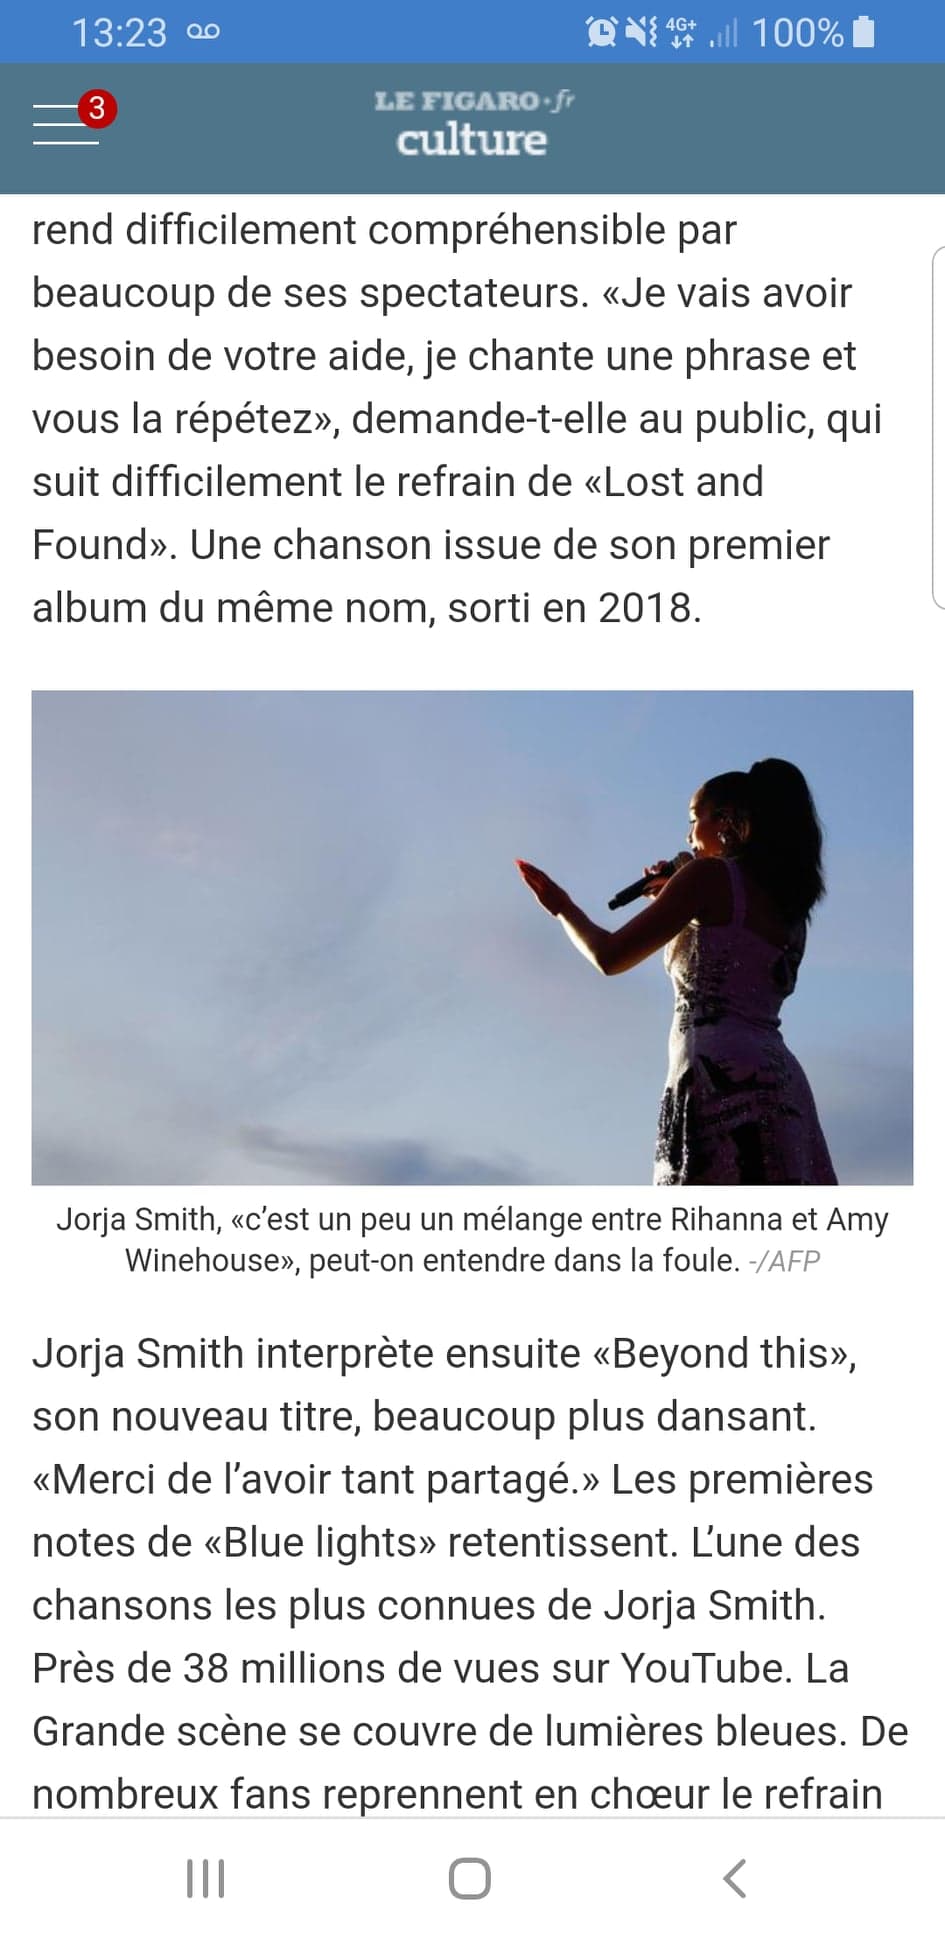 13:23 4G+ 100%
3
LE FIGARO·fr
culture
rend difficilement compréhensible par
beaucoup de ses spectateurs. «Je vais avoir
besoin de votre aide, je chante une phrase et
vous la répétez», demande-t-elle au public, qui
suit difficilement le refrain de «Lost and
Found». Une chanson issue de son premier
album du même nom, sorti en 2018.
Jorja Smith, «c’est un peu un mélange entre Rihanna et Amy
Winehouse», peut-on entendre dans la foule. -/AFP
Jorja Smith interprète ensuite «Beyond this»,
son nouveau titre, beaucoup plus dansant.
«Merci de l’avoir tant partagé.» Les premières
notes de «Blue lights» retentissent. L’une des
chansons les plus connues de Jorja Smith.
Près de 38 millions de vues sur YouTube. La
Grande scène se couvre de lumières bleues. De
nombreux fans reprennent en chœur le refrain